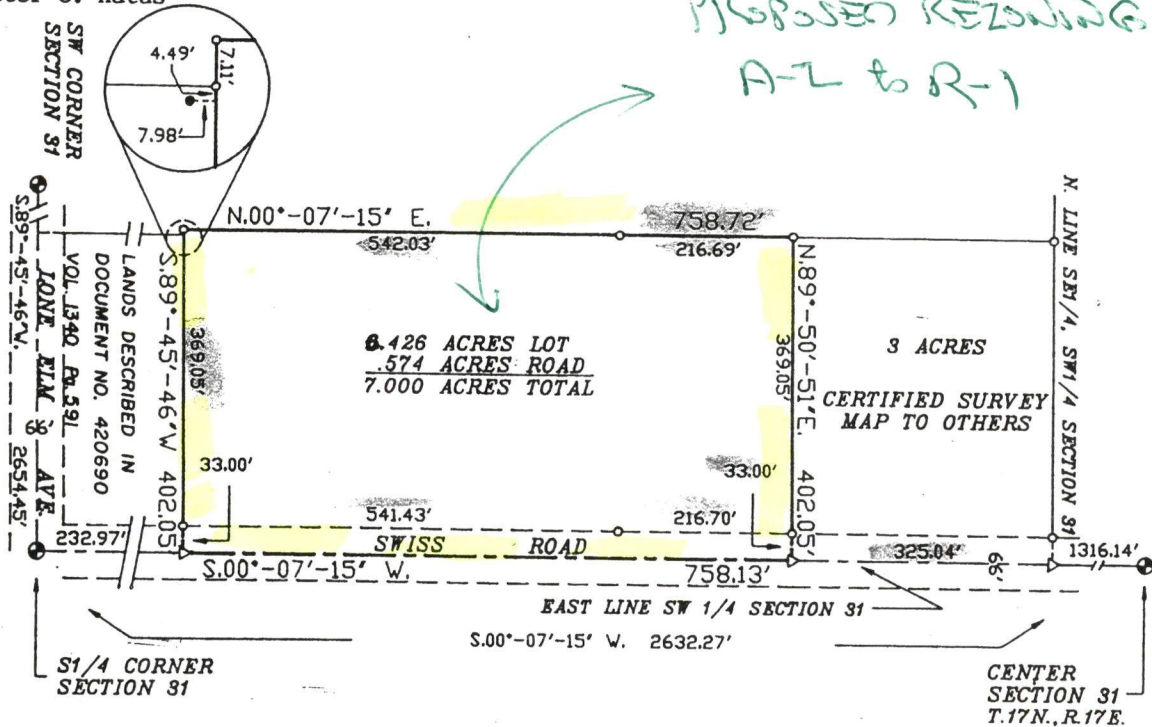 PROPOSED REZONING
A-2 to R-1
SW CORNER
SECTION 31
4.49'
7.11'
7.98'
N.00°-07'-15" E.
758.72'
542.03'
216.69'
S.89°-45'-46"W.
2654.45'
LONE ELM AVE.
66'
VOL. 1340 PG. 591
LANDS DESCRIBED IN
DOCUMENT NO. 420690
S.89°-45'-46"W 402.05'
369.05'
6.426 ACRES LOT
.574 ACRES ROAD
7.000 ACRES TOTAL
369.05'
N.89°-50'-51"E. 402.05'
3 ACRES
CERTIFIED SURVEY
MAP TO OTHERS
N. LINE SE1/4, SW1/4 SECTION 31
33.00'
33.00'
541.43'
216.70'
232.97'
SWISS ROAD
325.04'
66'
1316.14'
S.00°-07'-15" W.
758.13'
EAST LINE SW 1/4 SECTION 31
S.00°-07'-15" W. 2632.27'
S1/4 CORNER
SECTION 31
CENTER
SECTION 31
T.17N., R.17E.